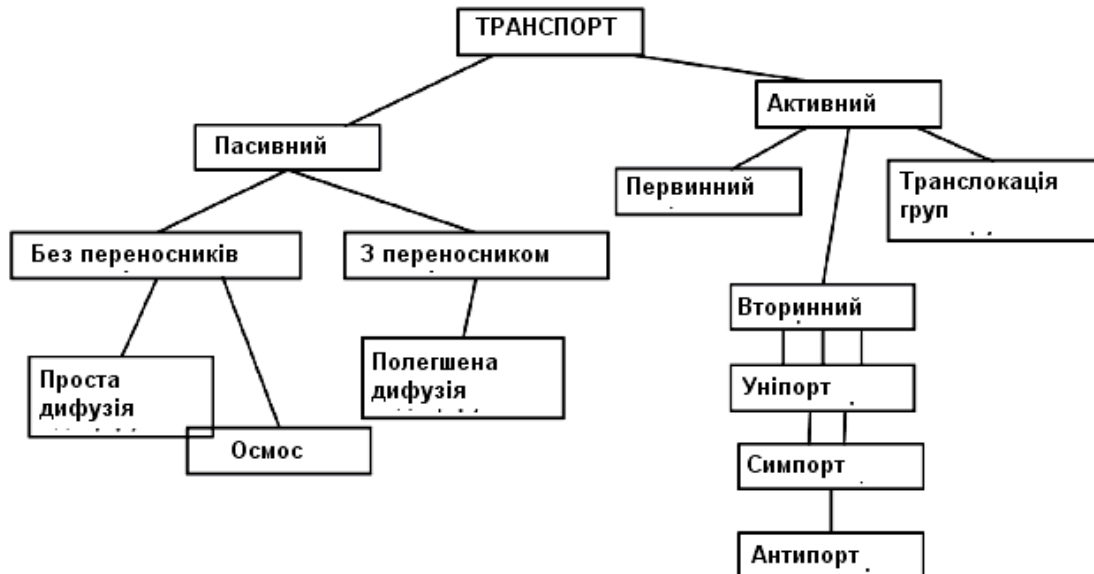 ТРАНСПОРТ
Активний
Пасивний
Первинний
Транслокація
груп
Без переносників
З переносником
Вторинний
Проста
дифузія
Полегшена
дифузія
Уніпорт
Осмос
Симпорт
Антипорт